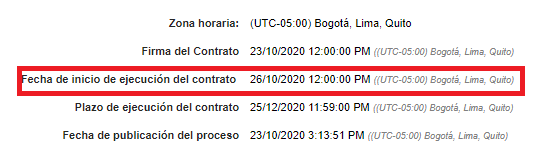 Zona horaria: (UTC-05:00) Bogotá, Lima, Quito
Firma del Contrato 23/10/2020 12:00:00 PM ((UTC-05:00) Bogotá, Lima, Quito)
Fecha de inicio de ejecución del contrato 26/10/2020 12:00:00 PM ((UTC-05:00) Bogotá, Lima, Quito)
Plazo de ejecución del contrato 25/12/2020 11:59:00 PM ((UTC-05:00) Bogotá, Lima, Quito)
Fecha de publicación del proceso 23/10/2020 3:13:51 PM ((UTC-05:00) Bogotá, Lima, Quito)